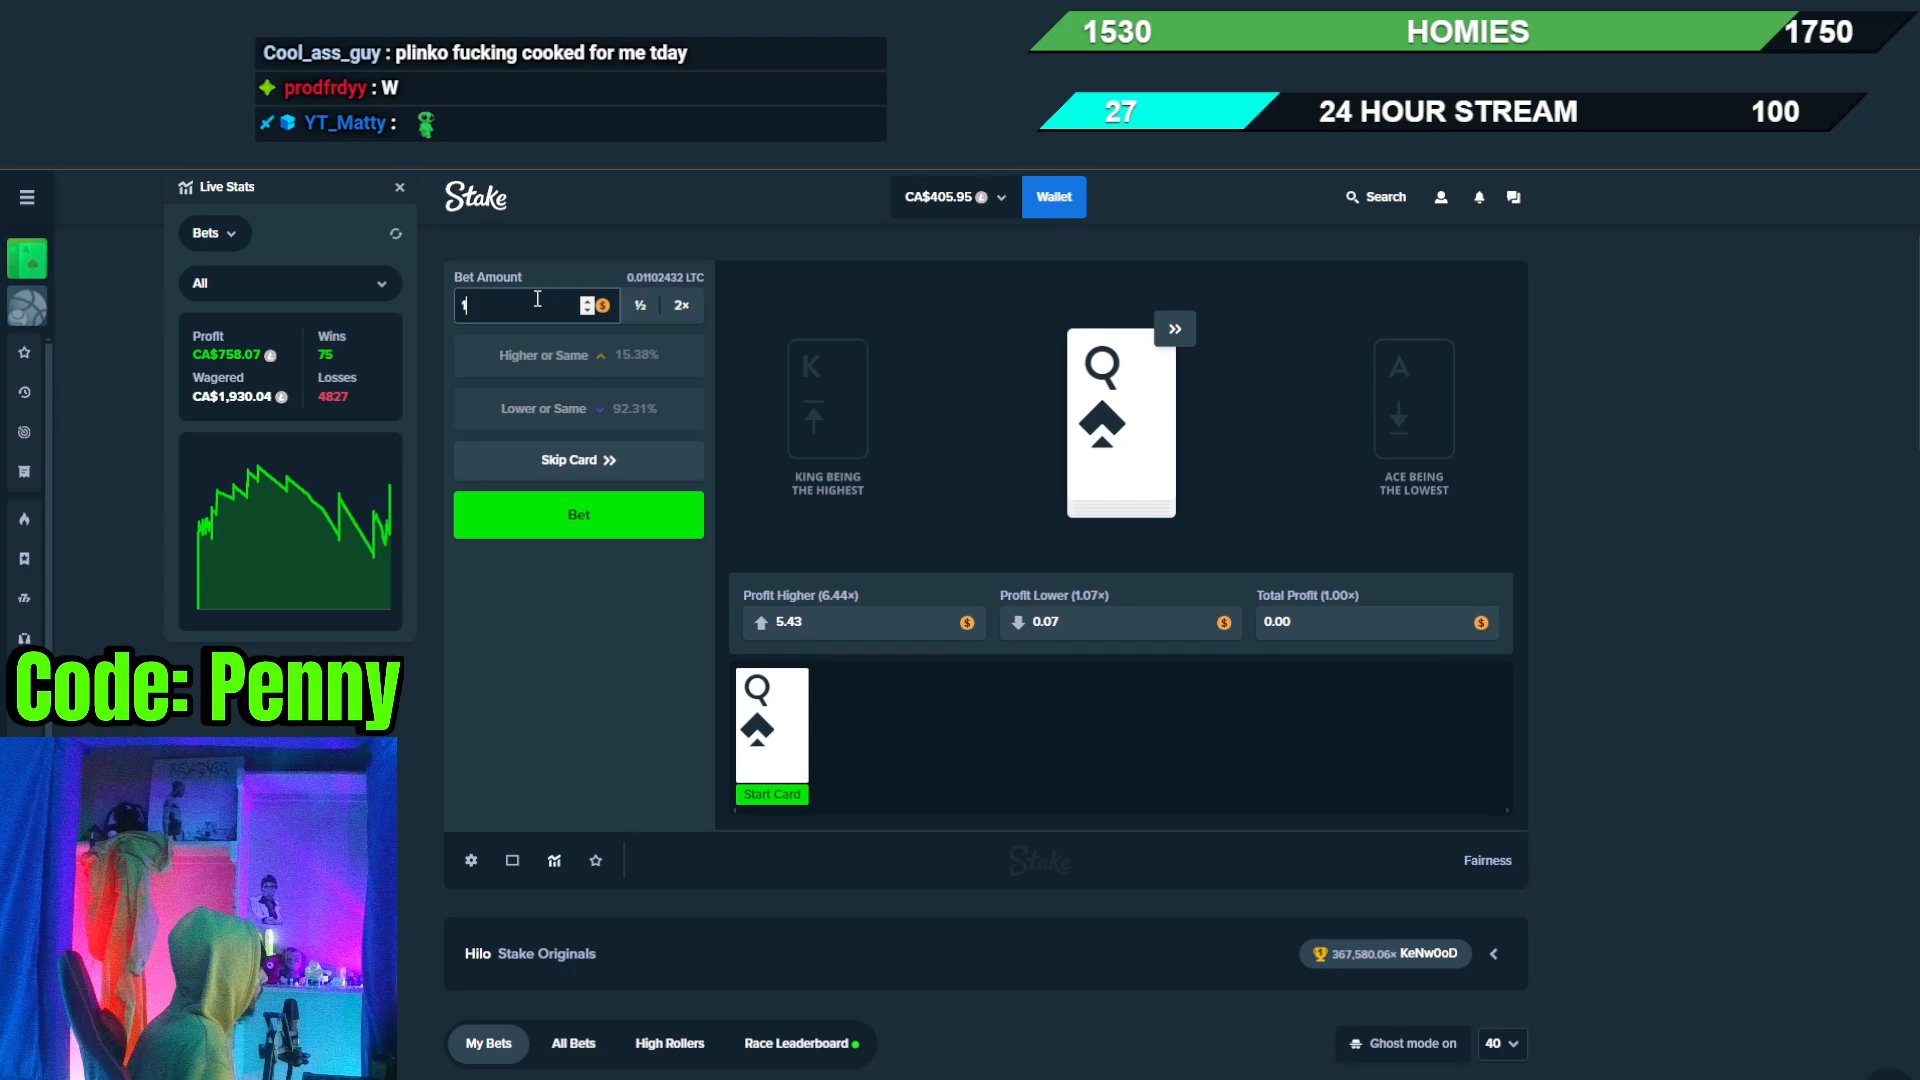 Cool_ass_guy : plinko fucking cooked for me tday
prodfrdyy : W
YT_Matty :
1530 HOMIES 1750
27 24 HOUR STREAM 100
Live Stats
Bets
All
Profit Wins
CA$758.07 75
Wagered Losses
CA$1,930.04 4827
Stake
CA$405.95
Wallet
Search
Bet Amount 0.01102432 LTC
1 ½ 2×
Higher or Same 15.38%
Lower or Same 92.31%
Skip Card
Bet
K
KING BEING
THE HIGHEST
Q
A
ACE BEING
THE LOWEST
Profit Higher (6.44×) Profit Lower (1.07×) Total Profit (1.00×)
5.43 0.07 0.00
Q
Start Card
Code: Penny
Stake
Fairness
Hilo Stake Originals
367,580.06× KeNw0oD
My Bets All Bets High Rollers Race Leaderboard
Ghost mode on 40